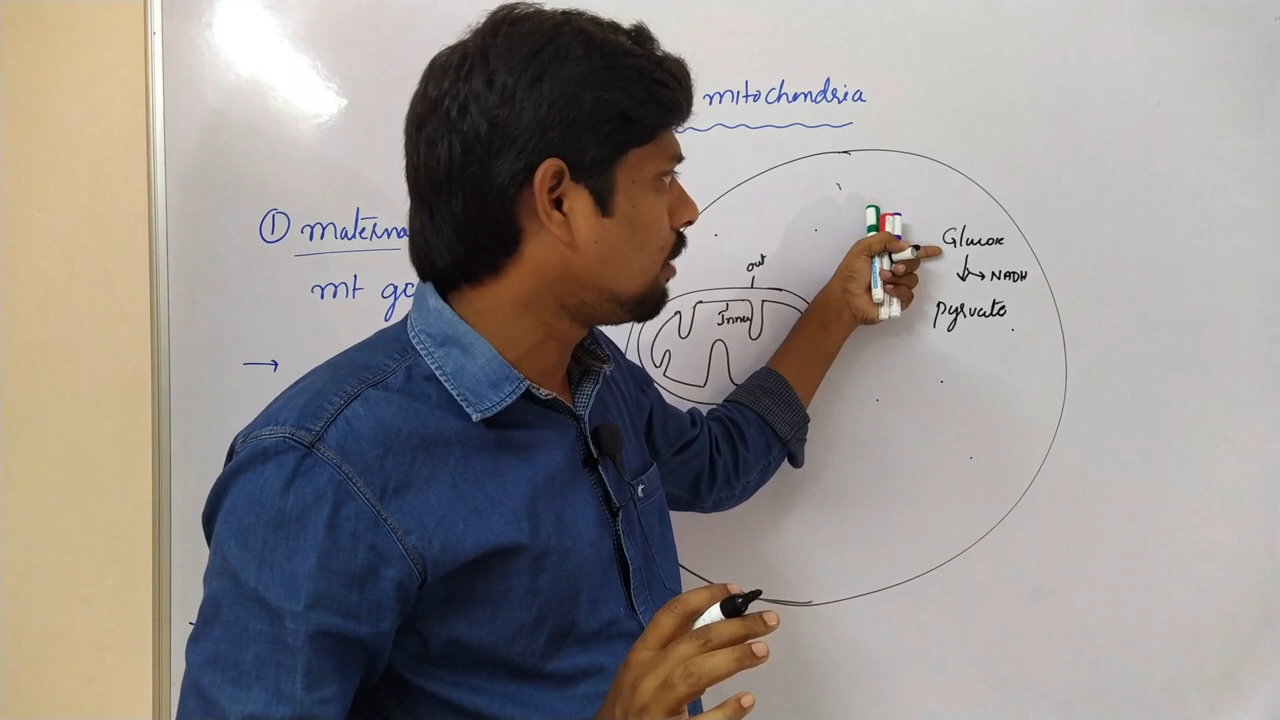 mitochondria
① materna
mt ge
out
Inner
Glucose
NADH
pyruvate
→